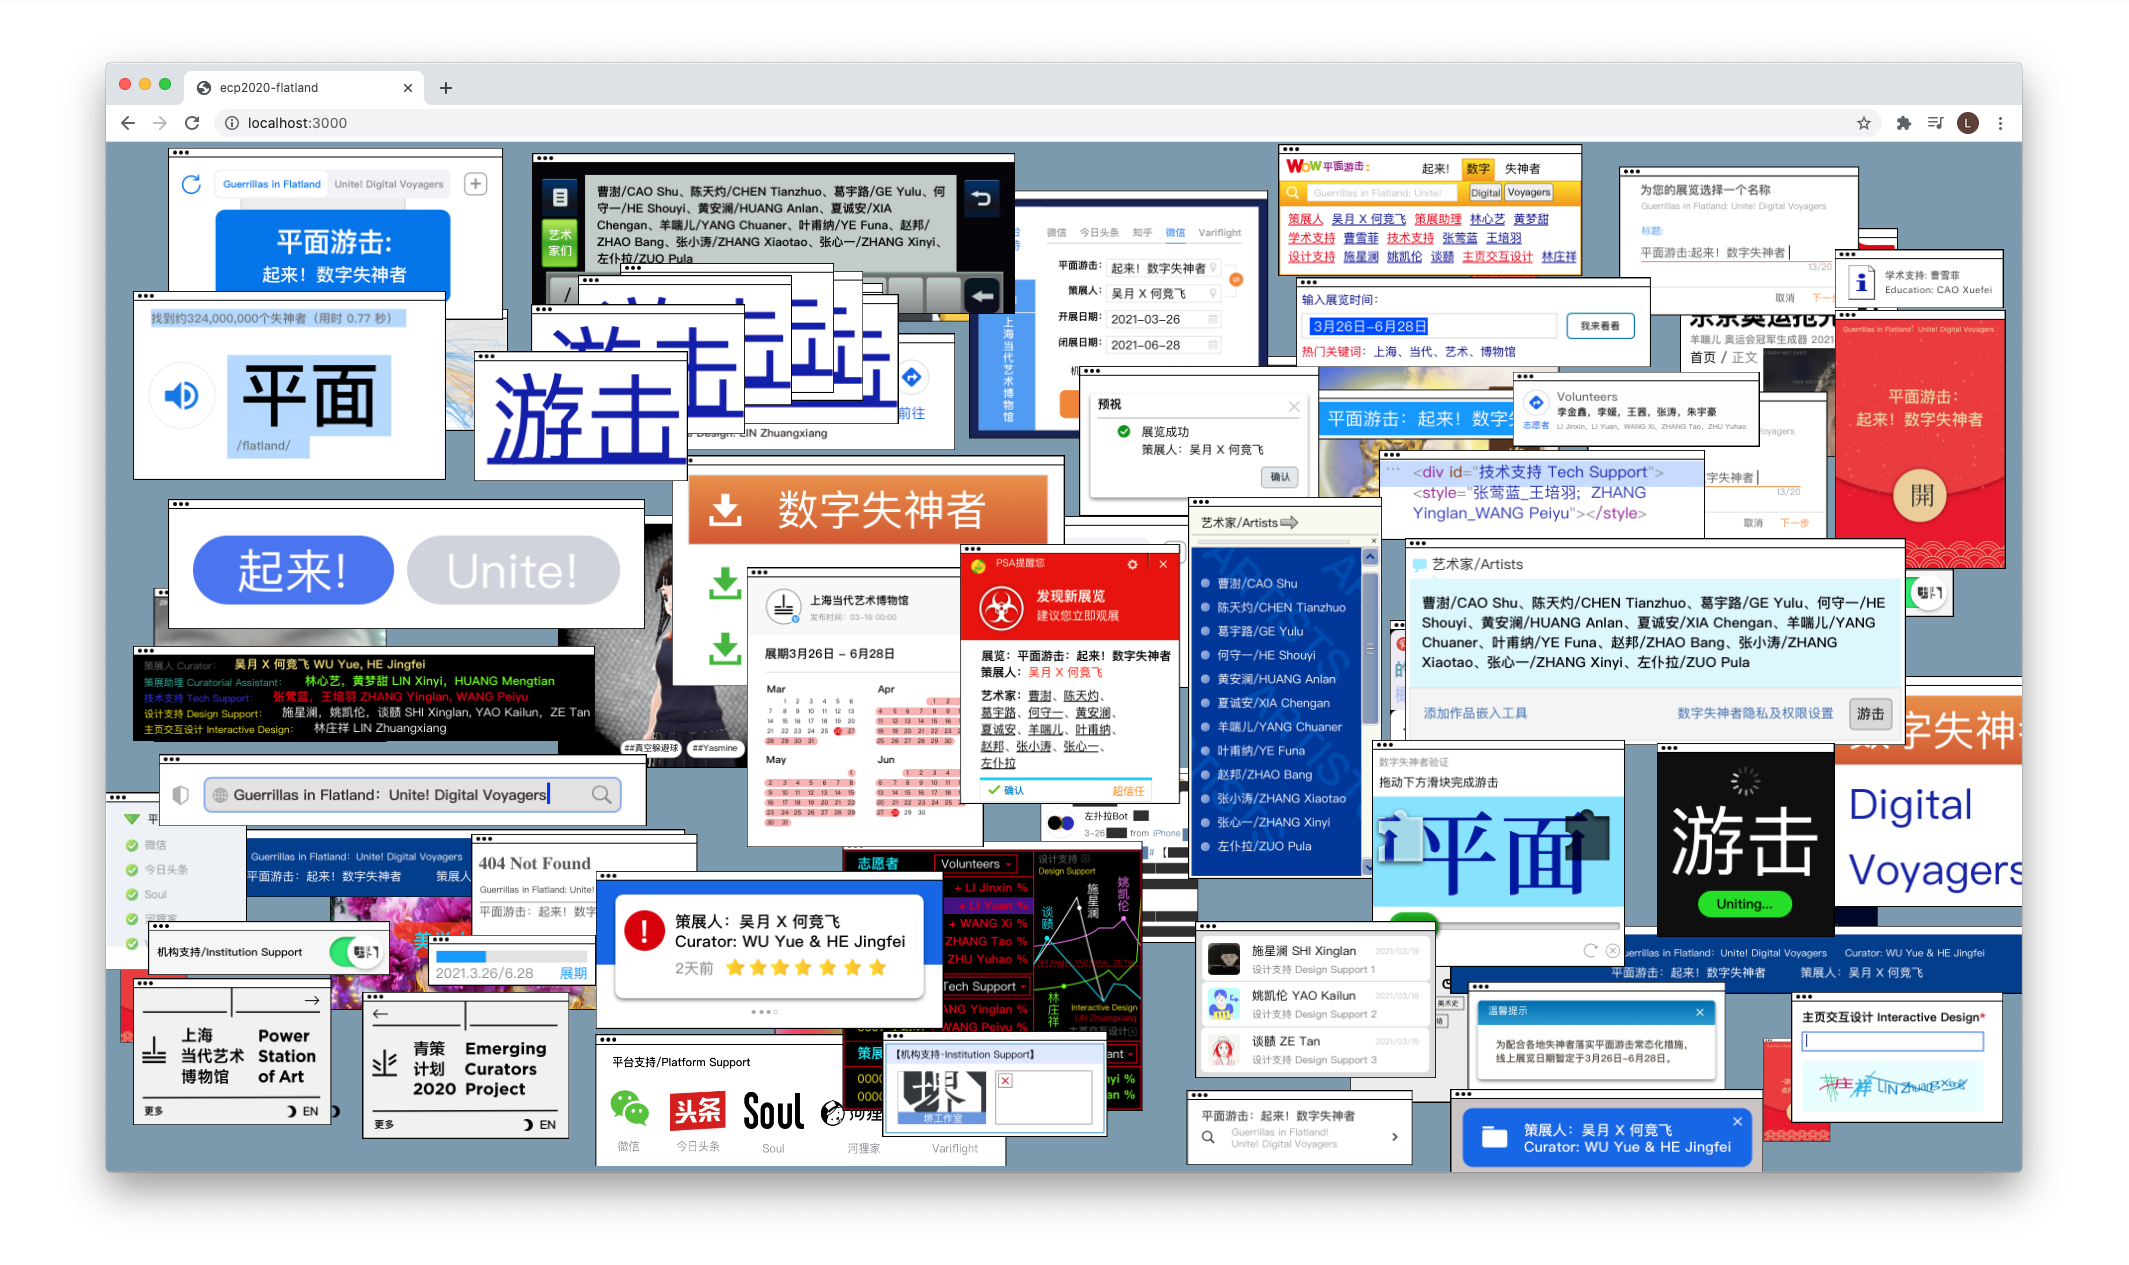 ecp2020-flatland
localhost:3000
L
Guerrillas in Flatland
Unite! Digital Voyagers
平面游击:
起来！数字失神者
找到约324,000,000个失神者（用时 0.77 秒）
平面
/flatland/
艺术
家们
曹澍/CAO Shu、陈天灼/CHEN Tianzhuo、葛宇路/GE Yulu、何
守一/HE Shouyi、黄安澜/HUANG Anlan、夏诚安/XIA
Chengan、羊喘儿/YANG Chuaner、叶甫纳/YE Funa、赵邦/
ZHAO Bang、张小涛/ZHANG Xiaotao、张心一/ZHANG Xinyi、
左仆拉/ZUO Pula
/
游击
前往
LIN Zhuangxiang
微信
今日头条
知乎
微信
Variflight
上海当代艺术博物馆
平面游击：
起来！数字失神者
策展人：
吴月 X 何竞飞
开展日期：
2021-03-26
闭展日期：
2021-06-28
WOW平面游击：
起来！
数字
失神者
Guerrillas in Flatland: Unite!
Digital
Voyagers
策展人 吴月 X 何竞飞 策展助理 林心艺 黄梦甜
学术支持 曹雪菲 技术支持 张莺蓝 王培羽
设计支持 施星澜 姚凯伦 谈赜 主页交互设计 林庄祥
输入展览时间：
3月26日-6月28日
我来看看
热门关键词：上海、当代、艺术、博物馆
为您的展览选择一个名称
Guerrillas in Flatland: Unite! Digital Voyagers
标题:
平面游击:起来！数字失神者
13/20
取消
下一步
学术支持: 曹雪菲
Education: CAO Xuefei
羊喘儿 奥运会冠军生成器 2021
首页 / 正文
Guerrillas in Flatland! Unite! Digital Voyagers
平面游击：
起来！数字失神者
開
预祝
展览成功
策展人：吴月 X 何竞飞
确认
平面游击：起来！数字
Volunteers
李金鑫，李媛，王茜，张涛，朱宇豪
志愿者
LI Jinxin, LI Yuan, WANG Xi, ZHANG Tao, ZHU Yuhao
oyagers
字失神者
13/20
取消
下一步
<div id="技术支持 Tech Support">
<style="张莺蓝_王培羽；ZHANG
Yinglan_WANG Peiyu"></style>
起来!
Unite!
数字失神者
##真空躲避球
##Yasmine
上海当代艺术博物馆
发布时间：03-19 00:00
展期3月26日 - 6月28日
Mar
Apr
May
Jun
PSA提醒您
发现新展览
建议您立即观展
展览：平面游击：起来！数字失神者
策展人：吴月 X 何竞飞
艺术家：曹澍、陈天灼、
葛宇路、何守一、黄安澜、
夏诚安、羊喘儿、叶甫纳、
赵邦、张小涛、张心一、
左仆拉
确认
超信任
艺术家/Artists
曹澍/CAO Shu
陈天灼/CHEN Tianzhuo
葛宇路/GE Yulu
何守一/HE Shouyi
黄安澜/HUANG Anlan
夏诚安/XIA Chengan
羊喘儿/YANG Chuaner
叶甫纳/YE Funa
赵邦/ZHAO Bang
张小涛/ZHANG Xiaotao
张心一/ZHANG Xinyi
左仆拉/ZUO Pula
艺术家/Artists
曹澍/CAO Shu、陈天灼/CHEN Tianzhuo、葛宇路/GE Yulu、何守一/HE
Shouyi、黄安澜/HUANG Anlan、夏诚安/XIA Chengan、羊喘儿/YANG
Chuaner、叶甫纳/YE Funa、赵邦/ZHAO Bang、张小涛/ZHANG
Xiaotao、张心一/ZHANG Xinyi、左仆拉/ZUO Pula
添加作品嵌入工具
数字失神者隐私及权限设置
游击
策展人 Curator： 吴月 X 何竞飞 WU Yue, HE Jingfei
策展助理 Curatorial Assistant： 林心艺，黄梦甜 LIN Xinyi，HUANG Mengtian
技术支持 Tech Support： 张莺蓝，王培羽 ZHANG Yinglan, WANG Peiyu
设计支持 Design Support： 施星澜，姚凯伦，谈赜 SHI Xinglan, YAO Kailun，ZE Tan
主页交互设计 Interactive Design： 林庄祥 LIN Zhuangxiang
Guerrillas in Flatland：Unite! Digital Voyagers
微信
今日头条
Soul
河狸家
Guerrillas in Flatland：Unite! Digital Voyagers
平面游击：起来！数字失神者
策展人
404 Not Found
Guerrillas in Flatland: Unite!
平面游击：起来！数字
机构支持/Institution Support
2021.3.26/6.28
展期
上海
当代艺术
博物馆
Power
Station
of Art
更多
EN
青策
计划
2020
Emerging
Curators
Project
更多
EN
策展人：吴月 X 何竞飞
Curator: WU Yue & HE Jingfei
2天前
平台支持/Platform Support
头条
Soul
微信
今日头条
Soul
河狸家
Variflight
志愿者
Volunteers
+ LI Jinxin %
+ LI Yuan %
+ WANG Xi %
ZHANG Tao %
ZHU Yuhao %
Tech Support
ANG Yinglan %
WANG Peiyu %
设计支持
Design Support
施星澜
姚凯伦
谈赜
林庄祥
Interactive Design
LIN Zhuangxiang
主页交互设计
【机构支持·Institution Support】
堺工作室
左扑拉Bot
3-26
from iPhone
数字失神者验证
拖动下方滑块完成游击
平面
游击
Uniting...
字失神
Digital
Voyagers
施星澜 SHI Xinglan
2021/03/19
设计支持 Design Support 1
姚凯伦 YAO Kailun
2021/03/19
设计支持 Design Support 2
谈赜 ZE Tan
2021/03/19
设计支持 Design Support 3
uerrillas in Flatland：Unite! Digital Voyagers
Curator: WU Yue & HE Jingfei
平面游击：起来！数字失神者
策展人：吴月 X 何竞飞
温馨提示
为配合各地失神者落实平面游击常态化措施，
线上展览日期暂定于3月26日-6月28日。
主页交互设计 Interactive Design*
庄祥 LIN Zhuangxiang
平面游击：起来！数字失神者
Guerrillas in Flatland!
Unite! Digital Voyagers
策展人：吴月 X 何竞飞
Curator: WU Yue & HE Jingfei